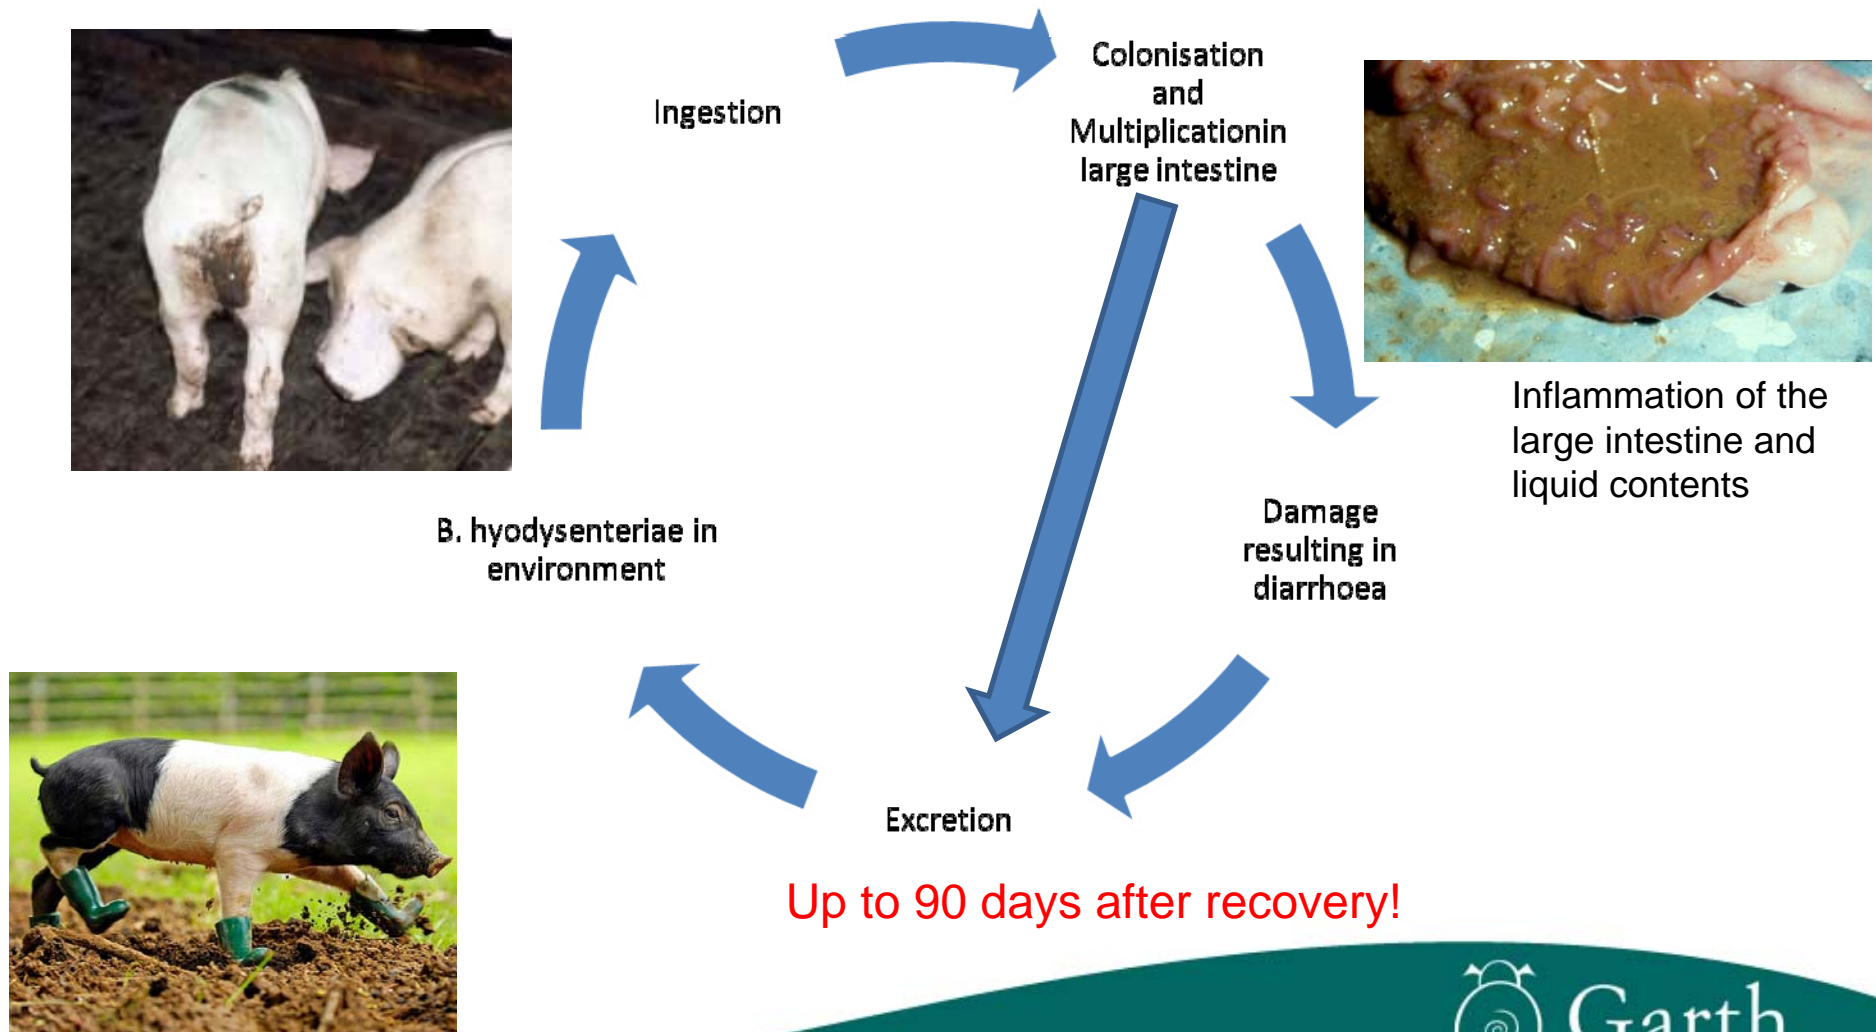 Ingestion
Colonisation
and
Multiplicationin
large intestine
Inflammation of the
large intestine and
liquid contents
Damage
resulting in
diarrhoea
B. hyodysenteriae in
environment
Excretion
Up to 90 days after recovery!
Garth